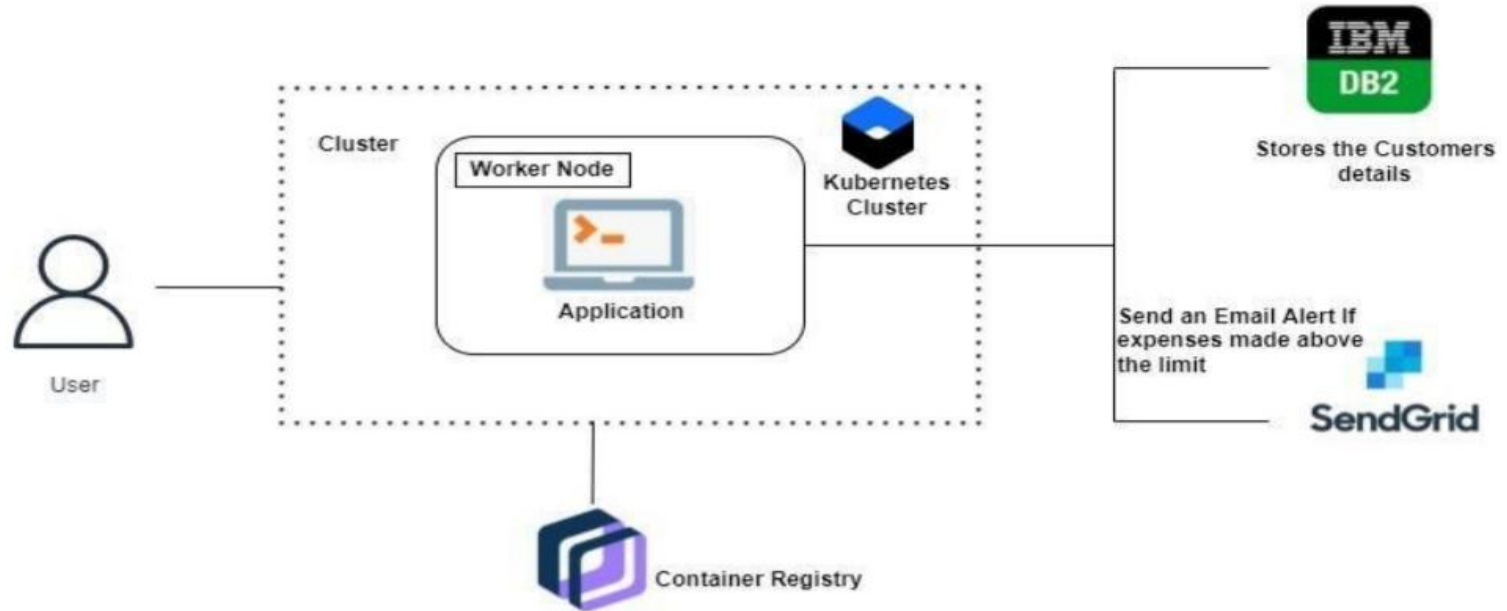 IBM
DB2
Stores the Customers
details
Cluster
Worker Node
Application
Kubernetes
Cluster
User
Send an Email Alert If
expenses made above
the limit
SendGrid
Container Registry